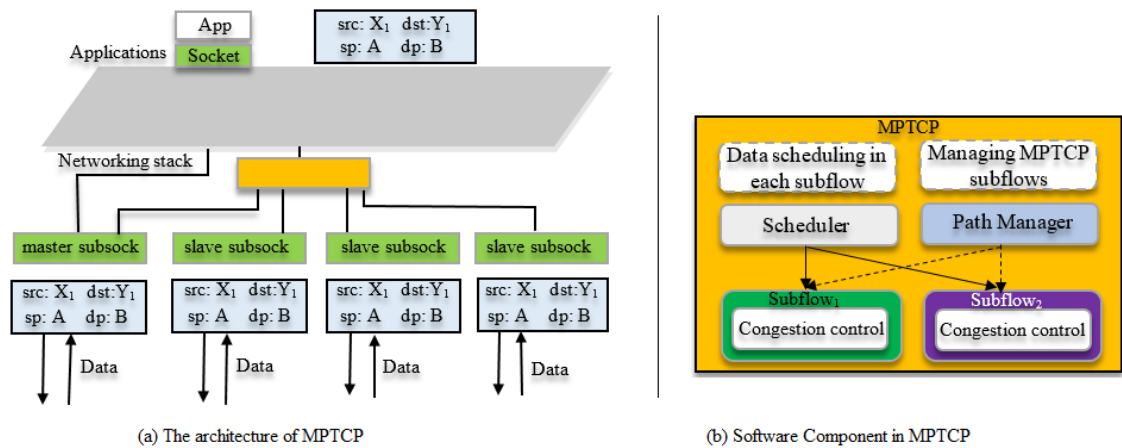 App
Applications
Socket
src: X₁ dst:Y₁
sp: A dp: B
Networking stack
master subsock
slave subsock
slave subsock
slave subsock
src: X₁ dst:Y₁
sp: A dp: B
src: X₁ dst:Y₁
sp: A dp: B
src: X₁ dst:Y₁
sp: A dp: B
src: X₁ dst:Y₁
sp: A dp: B
Data
Data
Data
Data
(a) The architecture of MPTCP
MPTCP
Data scheduling in
each subflow
Managing MPTCP
subflows
Scheduler
Path Manager
Subflow₁
Congestion control
Subflow₂
Congestion control
(b) Software Component in MPTCP